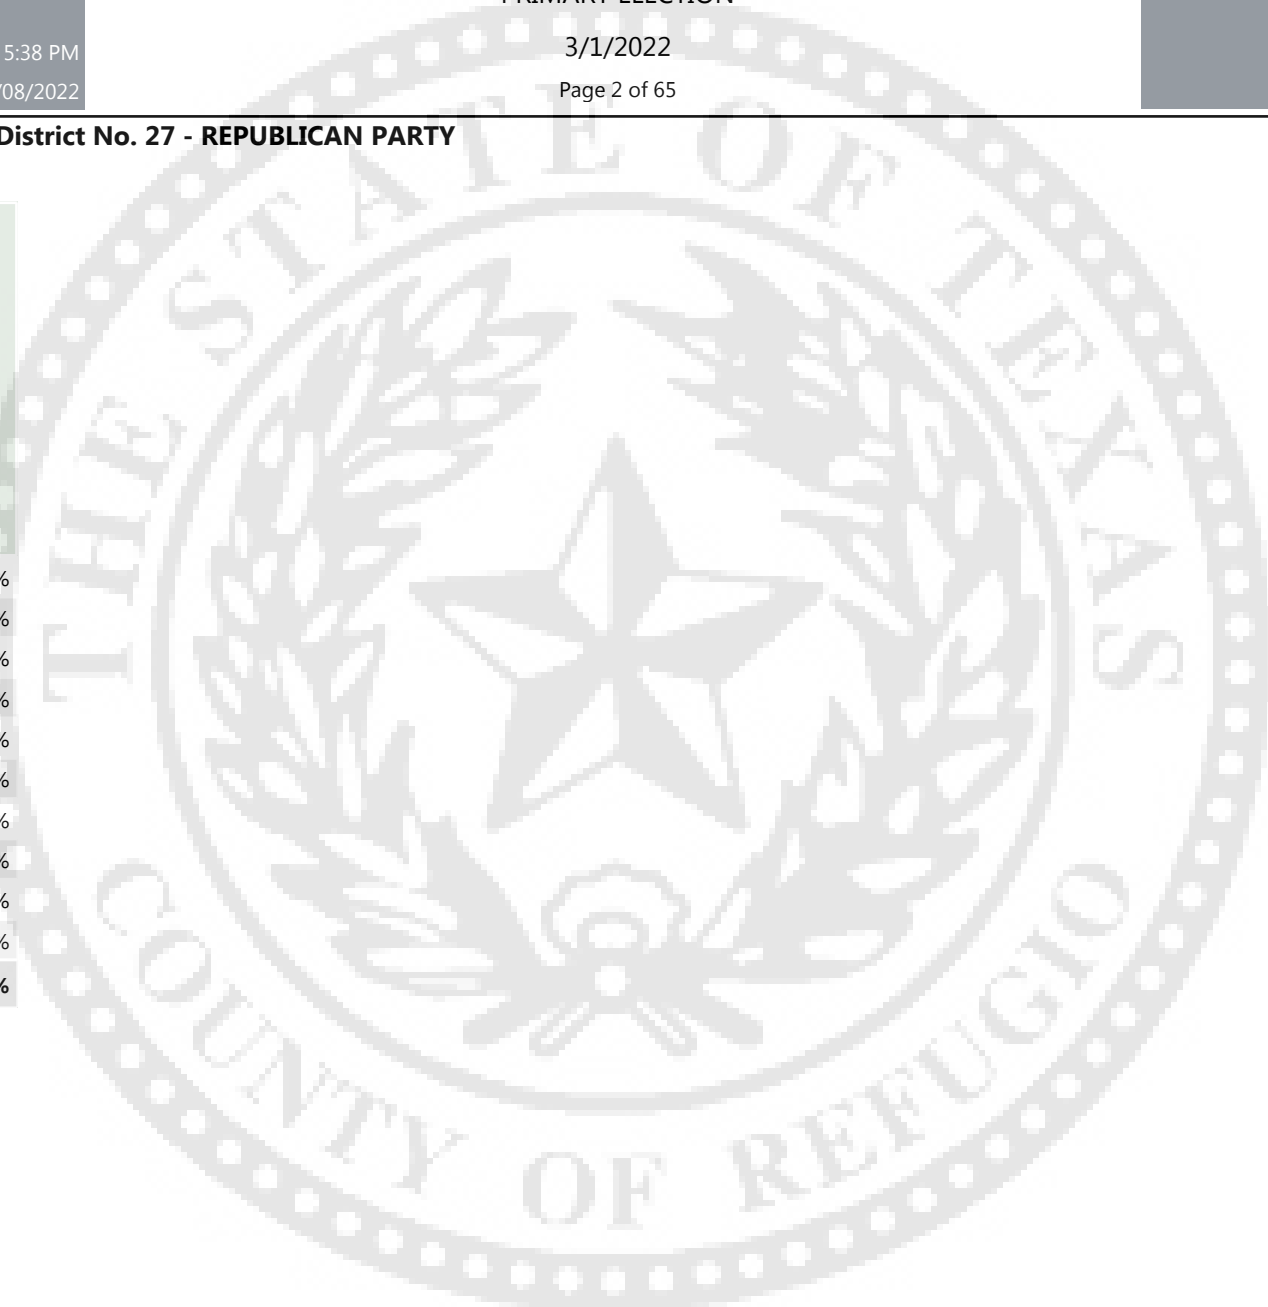 PRIMARY ELECTION
5:38 PM
3/1/2022
/08/2022
Page 2 of 65
District No. 27 - REPUBLICAN PARTY
%
%
%
%
%
%
%
%
%
%
%
THE STATE OF TEXAS
COUNTY OF REFUGIO